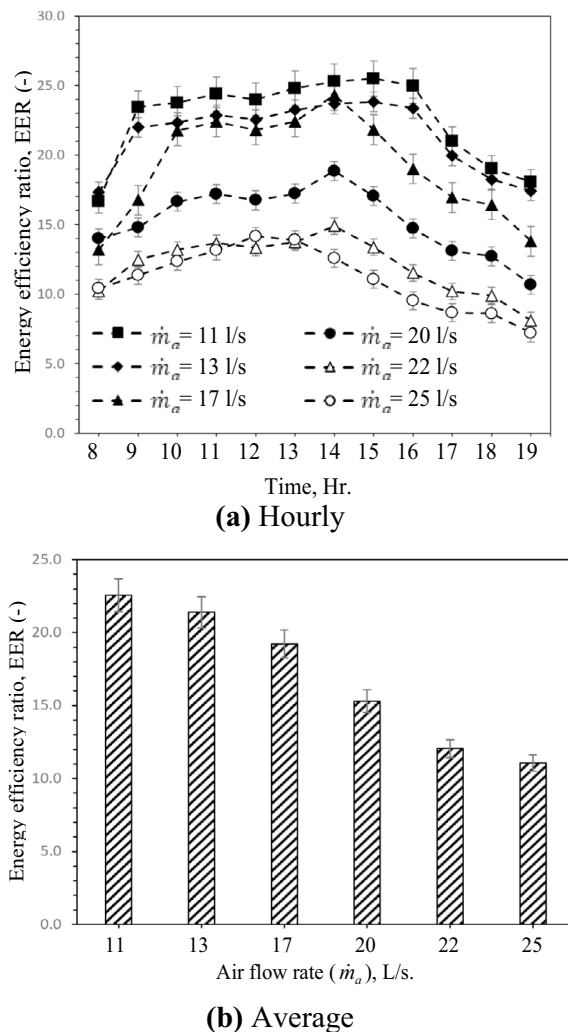 Energy efficiency ratio, EER (-)
30.0
25.0
20.0
15.0
10.0
5.0
0.0
ṁₐ = 11 l/s
ṁₐ = 20 l/s
ṁₐ = 13 l/s
ṁₐ = 22 l/s
ṁₐ = 17 l/s
ṁₐ = 25 l/s
8 9 10 11 12 13 14 15 16 17 18 19
Time, Hr.
(a) Hourly
Energy efficiency ratio, EER (-)
25.0
20.0
15.0
10.0
5.0
0.0
11 13 17 20 22 25
Air flow rate (ṁₐ), L/s.
(b) Average